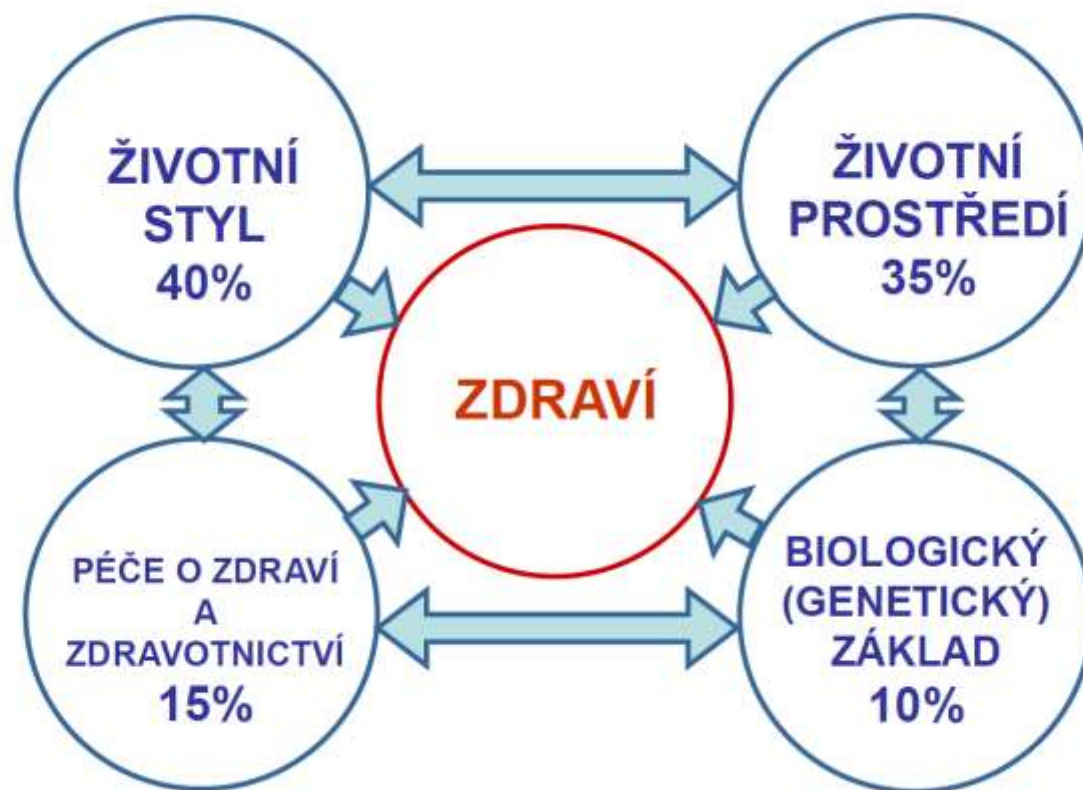 ŽIVOTNÍ
STYL
40%
ŽIVOTNÍ
PROSTŘEDÍ
35%
ZDRAVÍ
PÉČE O ZDRAVÍ
A
ZDRAVOTNICTVÍ
15%
BIOLOGICKÝ
(GENETICKÝ)
ZÁKLAD
10%